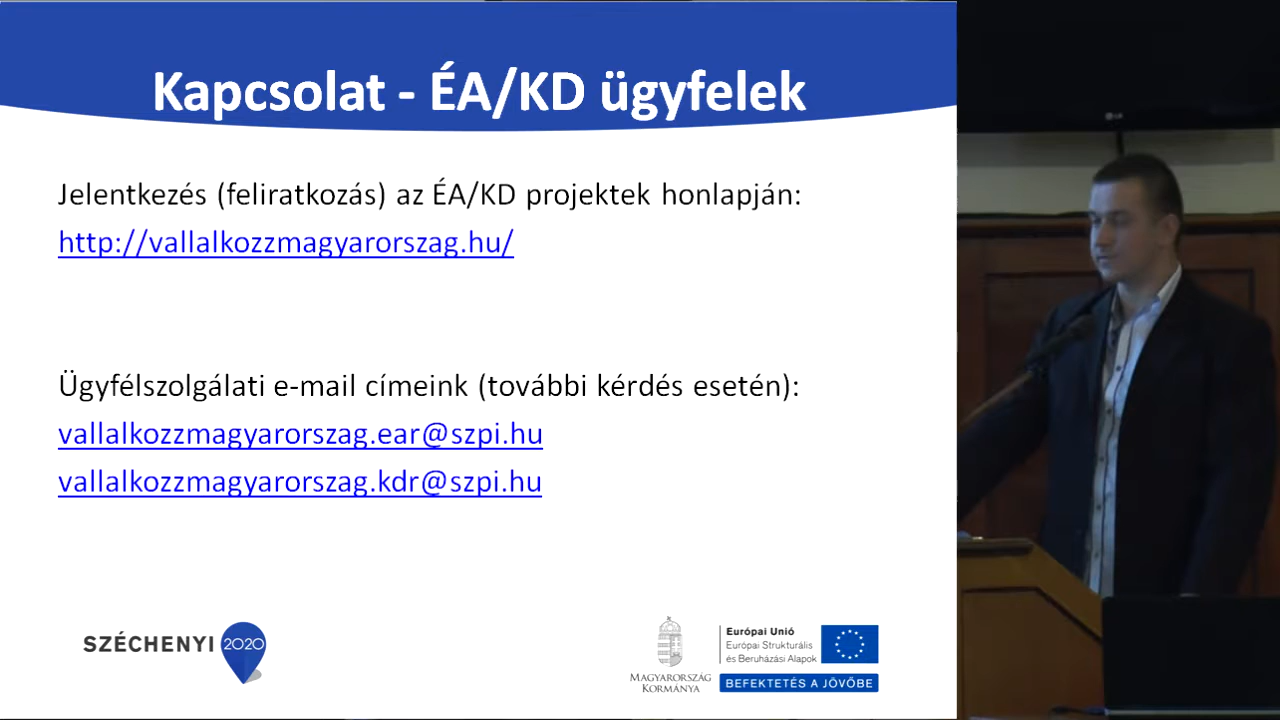 Kapcsolat - ÉA/KD ügyfelek
Jelentkezés (feliratkozás) az ÉA/KD projektek honlapján:
http://vallalkozzmagyarorszag.hu/
Ügyfélszolgálati e-mail címeink (további kérdés esetén):
vallalkozzmagyarorszag.ear@szpi.hu
vallalkozzmagyarorszag.kdr@szpi.hu
SZÉCHENYI 2020
MAGYARORSZÁG
KORMÁNYA
Európai Unió
Európai Strukturális
és Beruházási Alapok
BEFEKTETÉS A JÖVŐBE
LG